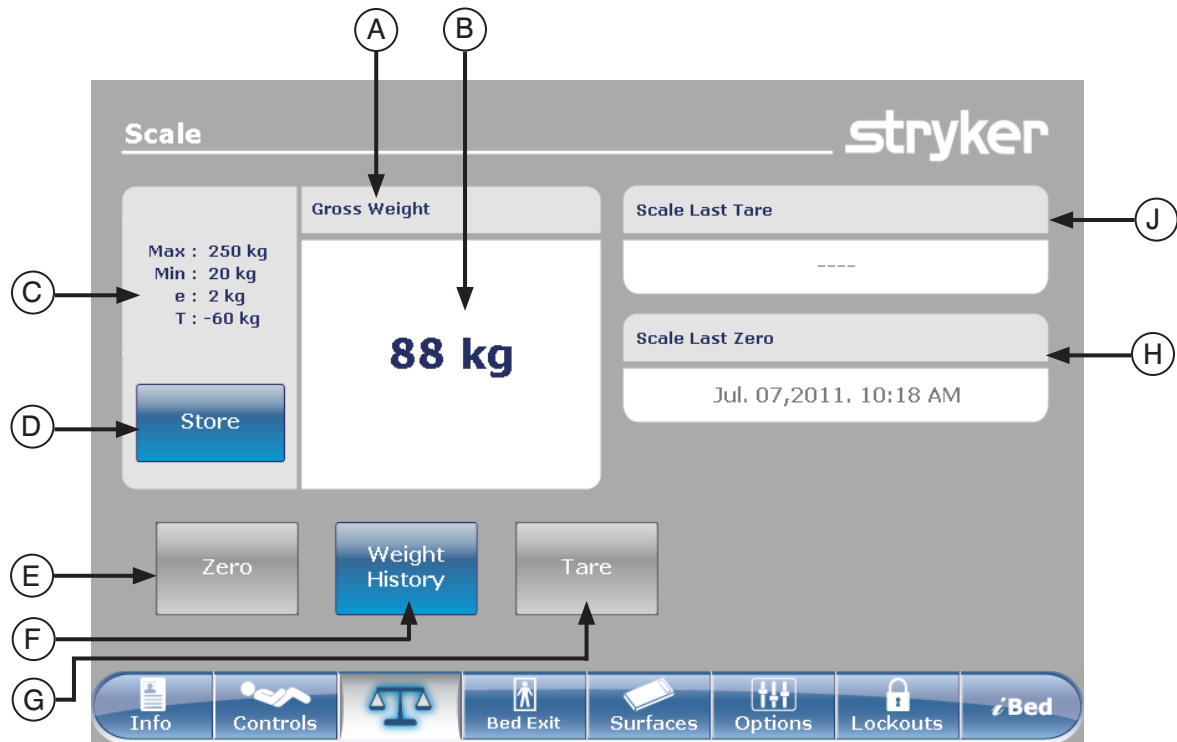 A B
Scale
stryker
Max : 250 kg
Min : 20 kg
e : 2 kg
T : -60 kg
Store
Gross Weight
88 kg
Scale Last Tare
----
Scale Last Zero
Jul. 07,2011. 10:18 AM
C
D
J
H
Zero
Weight
History
Tare
E
F
G
Info
Controls
Bed Exit
Surfaces
Options
Lockouts
iBed